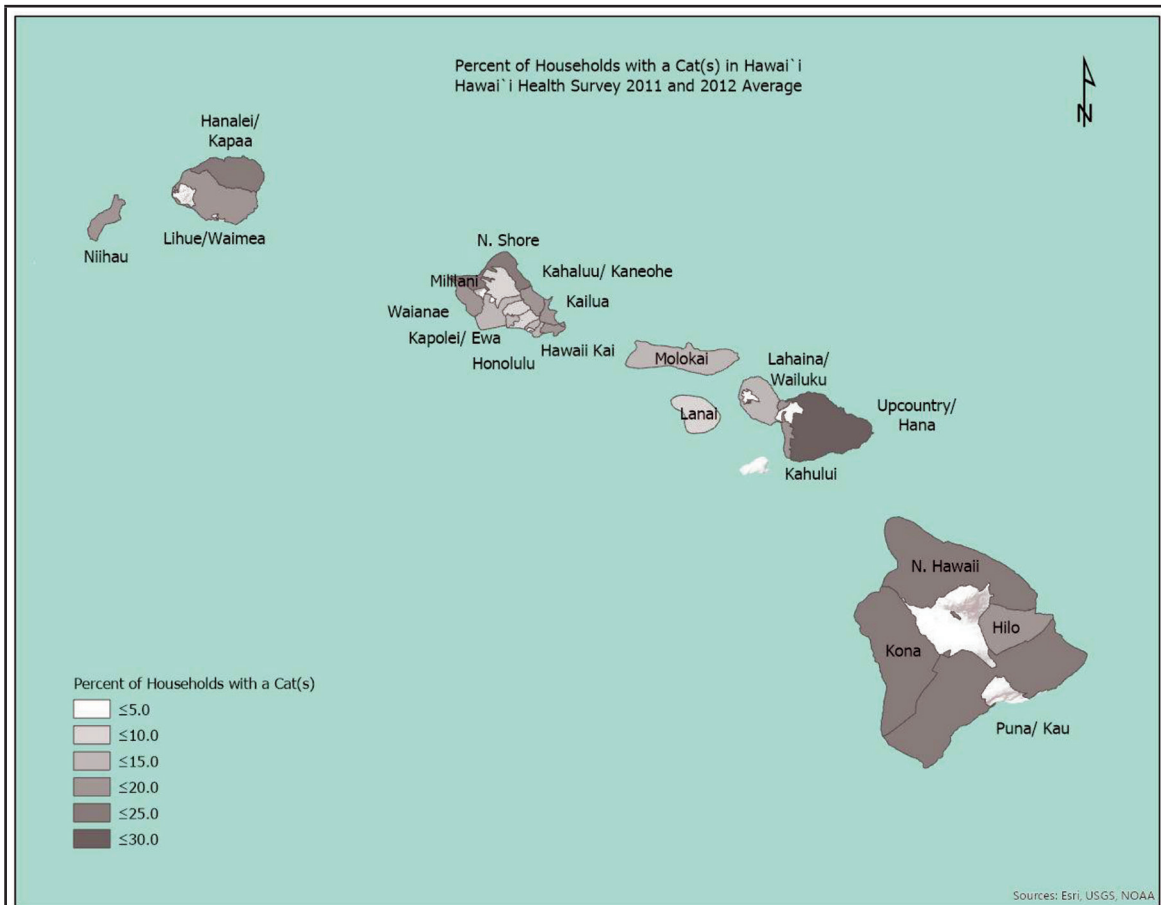 Percent of Households with a Cat(s) in Hawai`i
Hawai`i Health Survey 2011 and 2012 Average
N
Hanalei/
Kapaa
Niihau
Lihue/Waimea
N. Shore
Mililani
Kahaluu/ Kaneohe
Waianae
Kailua
Kapolei/ Ewa
Honolulu
Hawaii Kai
Molokai
Lahaina/
Wailuku
Lanai
Upcountry/
Hana
Kahului
N. Hawaii
Hilo
Kona
Puna/ Kau
Percent of Households with a Cat(s)
≤5.0
≤10.0
≤15.0
≤20.0
≤25.0
≤30.0
Sources: Esri, USGS, NOAA